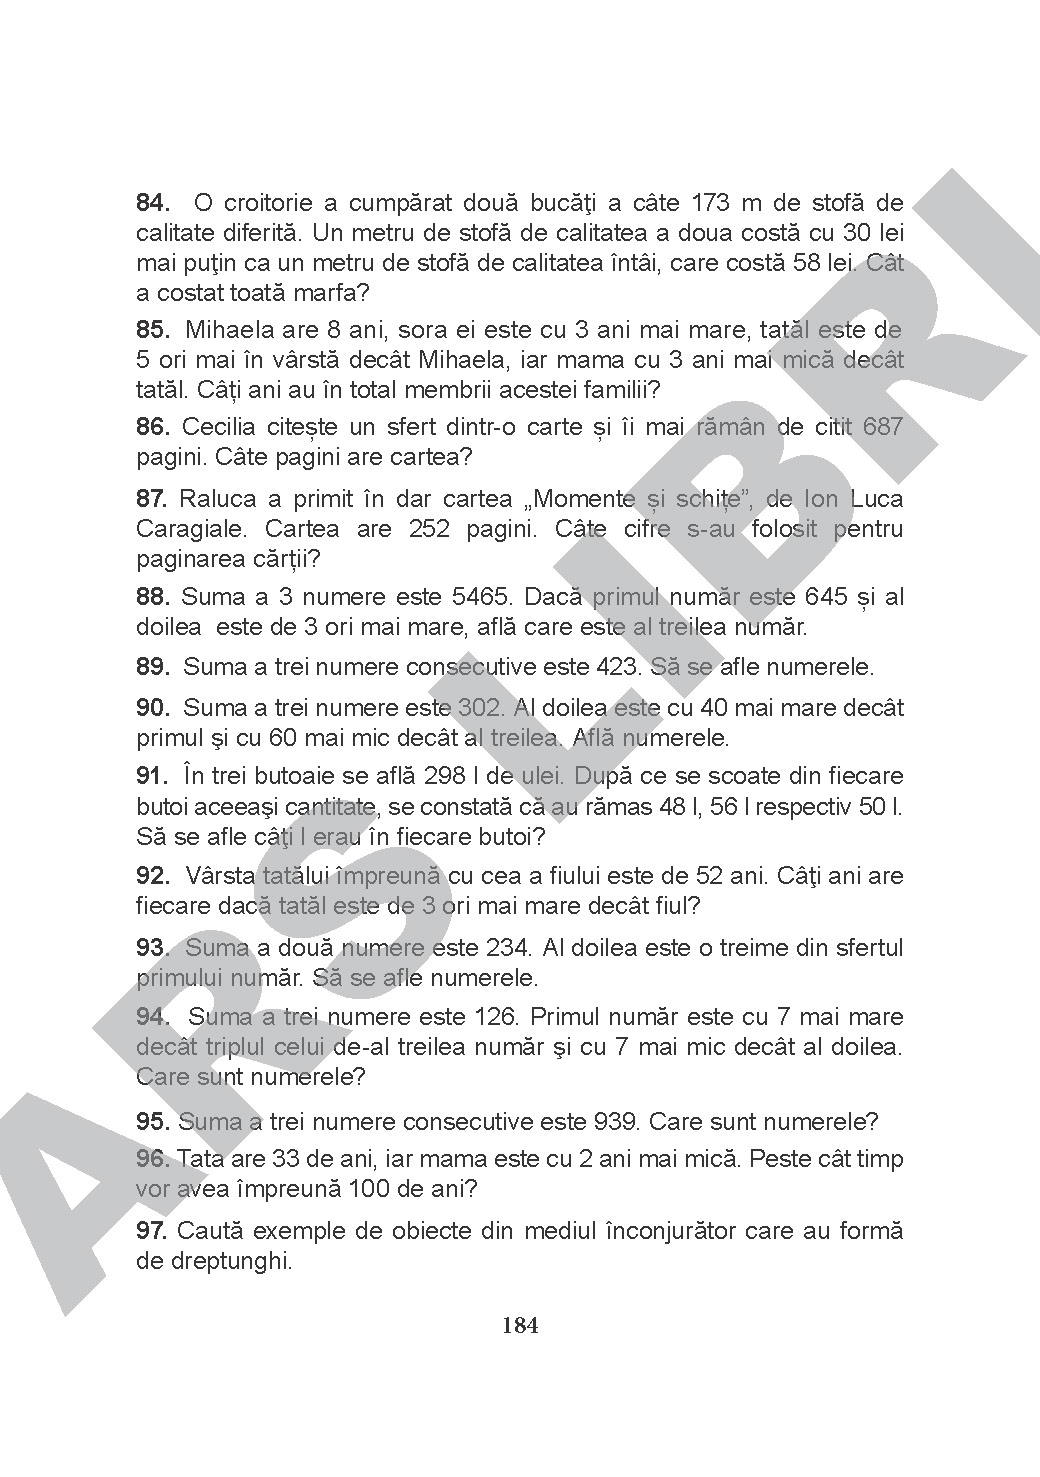 84. O croitorie a cumpărat două bucăţi a câte 173 m de stofă de
calitate diferită. Un metru de stofă de calitatea a doua costă cu 30 lei
mai puţin ca un metru de stofă de calitatea întâi, care costă 58 lei. Cât
a costat toată marfa?
85. Mihaela are 8 ani, sora ei este cu 3 ani mai mare, tatăl este de
5 ori mai în vârstă decât Mihaela, iar mama cu 3 ani mai mică decât
tatăl. Câți ani au în total membrii acestei familii?
86. Cecilia citește un sfert dintr-o carte și îi mai rămân de citit 687
pagini. Câte pagini are cartea?
87. Raluca a primit în dar cartea „Momente și schițe”, de Ion Luca
Caragiale. Cartea are 252 pagini. Câte cifre s-au folosit pentru
paginarea cărții?
88. Suma a 3 numere este 5465. Dacă primul număr este 645 și al
doilea este de 3 ori mai mare, află care este al treilea număr.
89. Suma a trei numere consecutive este 423. Să se afle numerele.
90. Suma a trei numere este 302. Al doilea este cu 40 mai mare decât
primul şi cu 60 mai mic decât al treilea. Află numerele.
91. În trei butoaie se află 298 l de ulei. După ce se scoate din fiecare
butoi aceeaşi cantitate, se constată că au rămas 48 l, 56 l respectiv 50 l.
Să se afle câţi l erau în fiecare butoi?
92. Vârsta tatălui împreună cu cea a fiului este de 52 ani. Câţi ani are
fiecare dacă tatăl este de 3 ori mai mare decât fiul?
93. Suma a două numere este 234. Al doilea este o treime din sfertul
primului număr. Să se afle numerele.
94. Suma a trei numere este 126. Primul număr este cu 7 mai mare
decât triplul celui de-al treilea număr şi cu 7 mai mic decât al doilea.
Care sunt numerele?
95. Suma a trei numere consecutive este 939. Care sunt numerele?
96. Tata are 33 de ani, iar mama este cu 2 ani mai mică. Peste cât timp
vor avea împreună 100 de ani?
97. Caută exemple de obiecte din mediul înconjurător care au formă
de dreptunghi.
184
ARS LIBRI